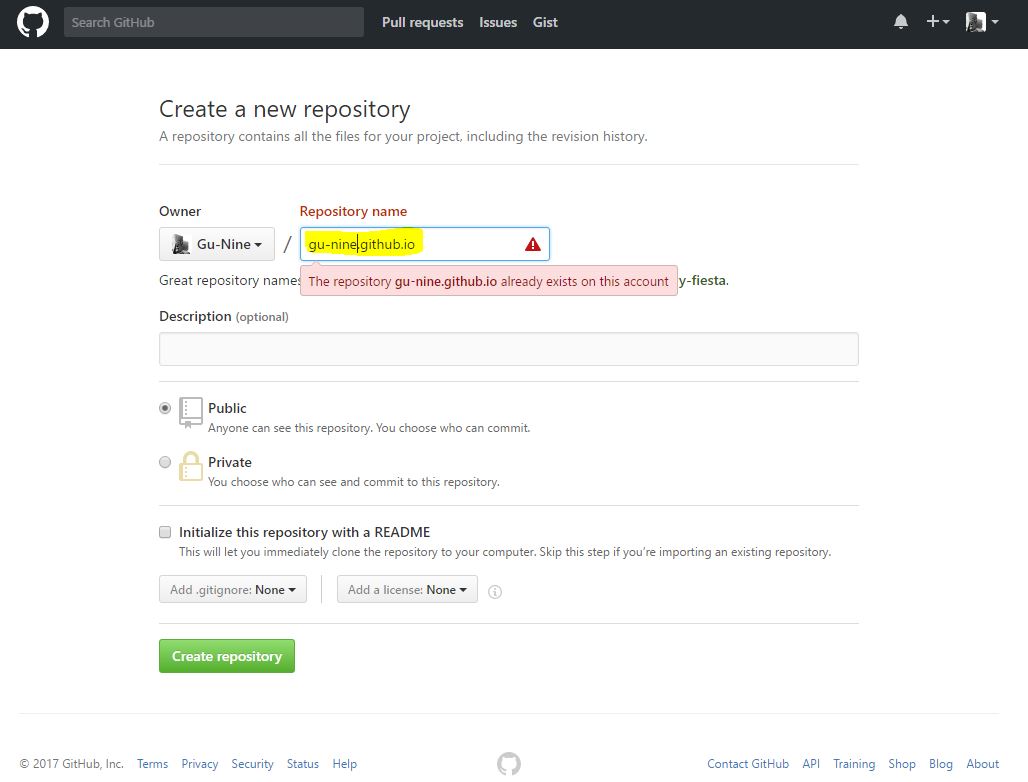 Search GitHub Pull requests Issues Gist
Create a new repository
A repository contains all the files for your project, including the revision history.
Owner Repository name
Gu-Nine / gu-nine.github.io
Great repository names y-fiesta.
The repository gu-nine.github.io already exists on this account
Description (optional)
Public
Anyone can see this repository. You choose who can commit.
Private
You choose who can see and commit to this repository.
Initialize this repository with a README
This will let you immediately clone the repository to your computer. Skip this step if you’re importing an existing repository.
Add .gitignore: None Add a license: None
Create repository
© 2017 GitHub, Inc. Terms Privacy Security Status Help Contact GitHub API Training Shop Blog About